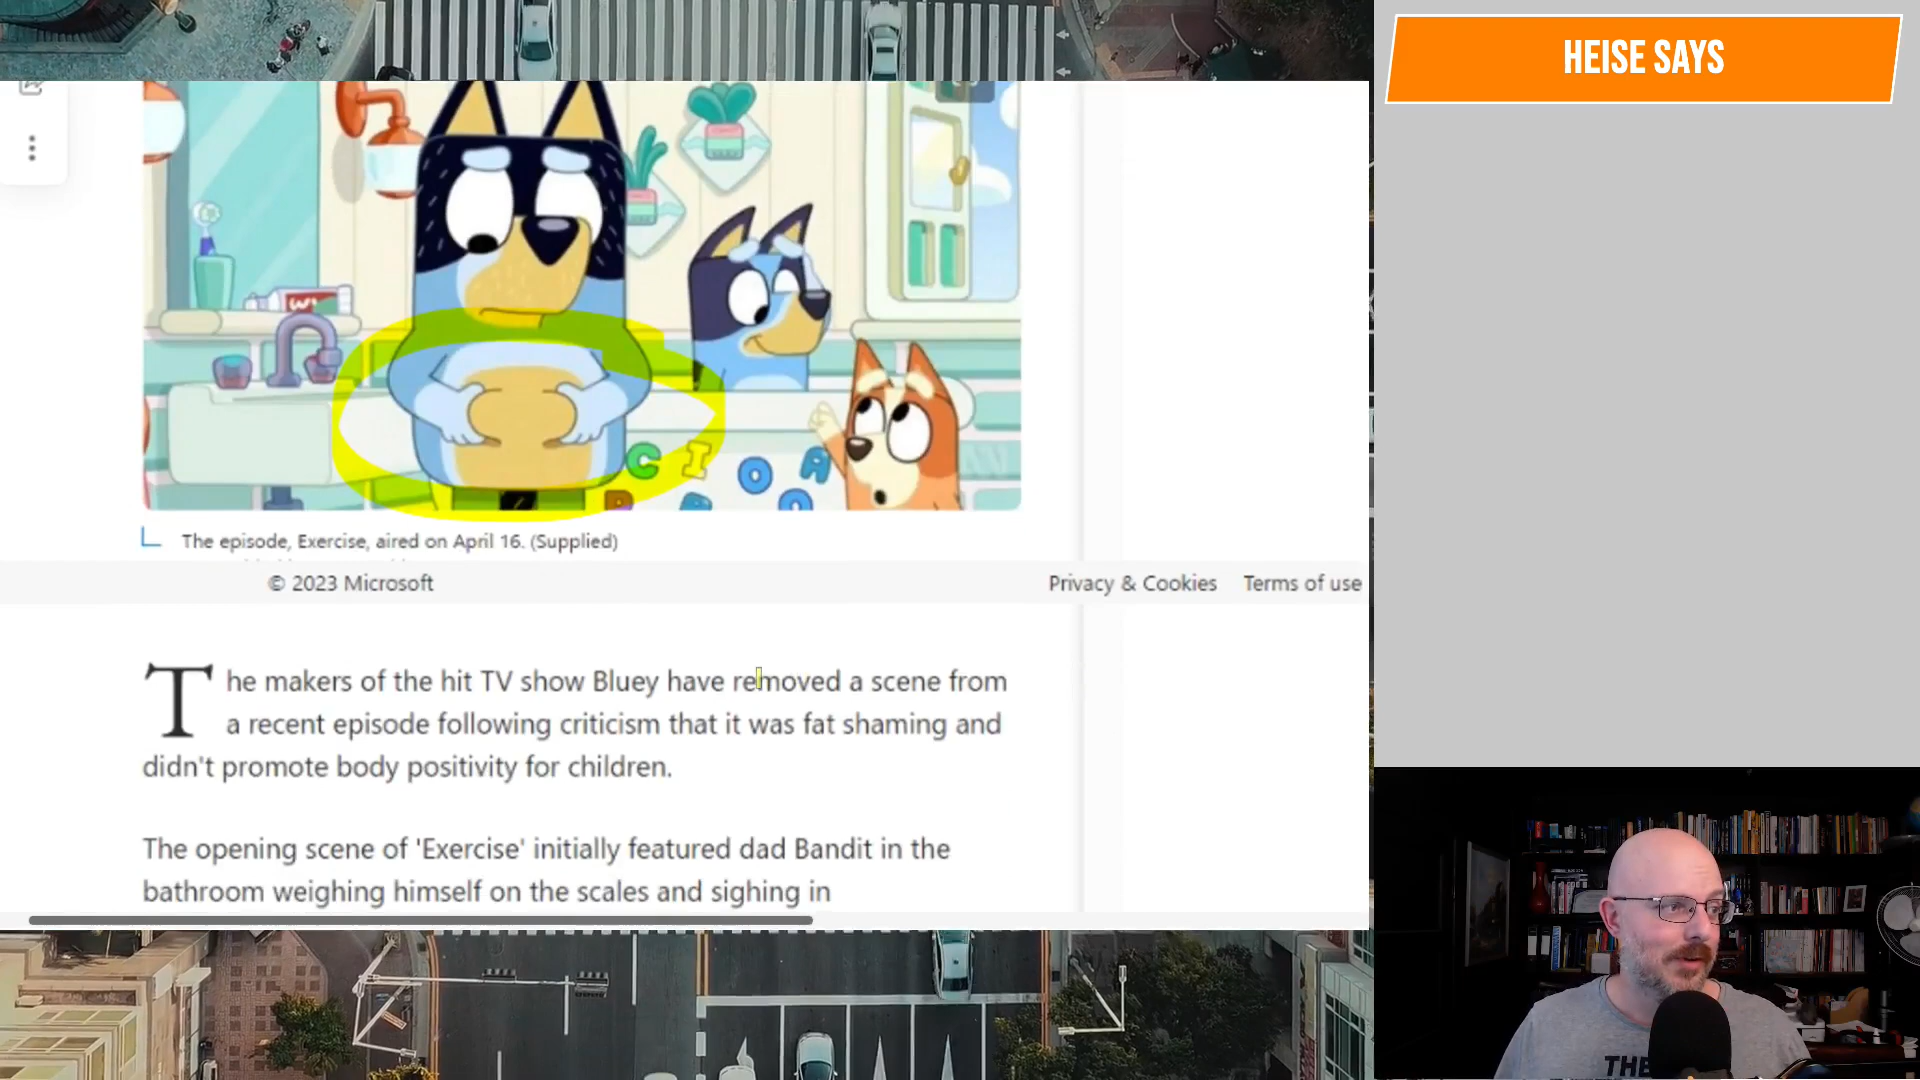 HEISE SAYS
C I O A
The episode, Exercise, aired on April 16. (Supplied)
© 2023 Microsoft
Privacy & Cookies
Terms of use
The makers of the hit TV show Bluey have removed a scene from
a recent episode following criticism that it was fat shaming and
didn't promote body positivity for children.
The opening scene of 'Exercise' initially featured dad Bandit in the
bathroom weighing himself on the scales and sighing in
THE